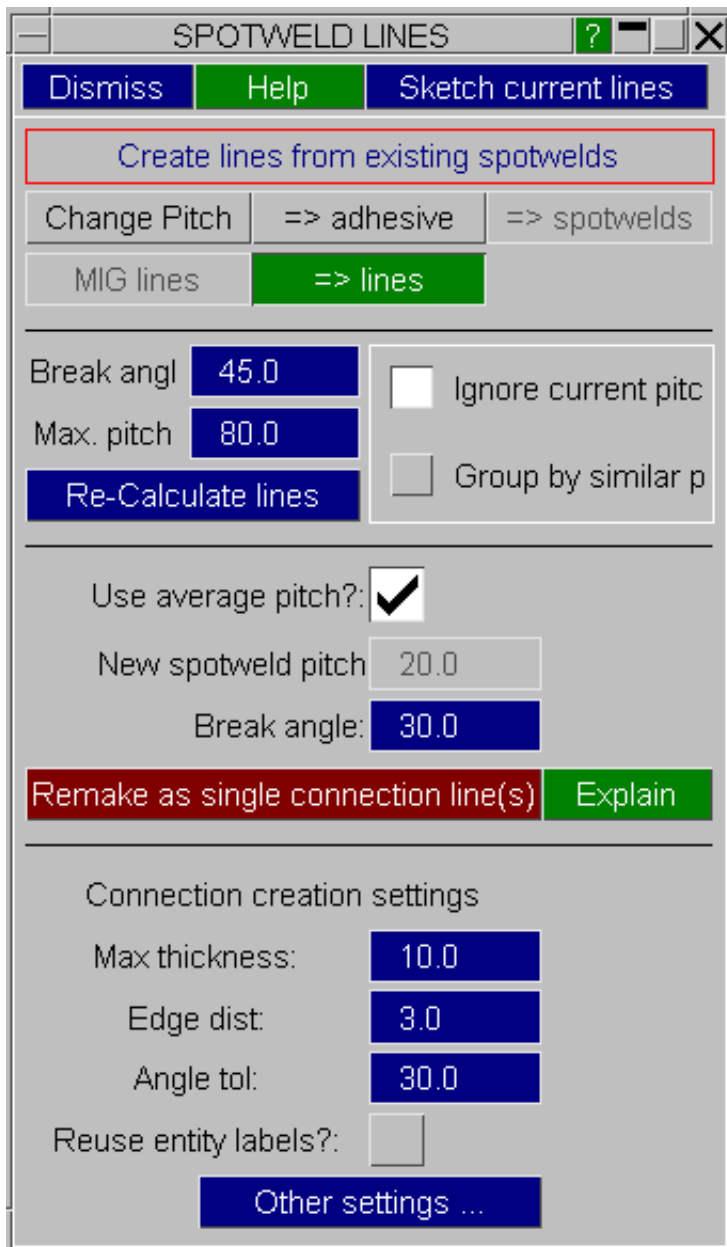 SPOTWELD LINES ?
Dismiss Help Sketch current lines
Create lines from existing spotwelds
Change Pitch => adhesive => spotwelds
MIG lines => lines
Break angl 45.0
Ignore current pitc
Max. pitch 80.0
Group by similar p
Re-Calculate lines
Use average pitch?:
New spotweld pitch 20.0
Break angle: 30.0
Remake as single connection line(s) Explain
Connection creation settings
Max thickness: 10.0
Edge dist: 3.0
Angle tol: 30.0
Reuse entity labels?:
Other settings ...